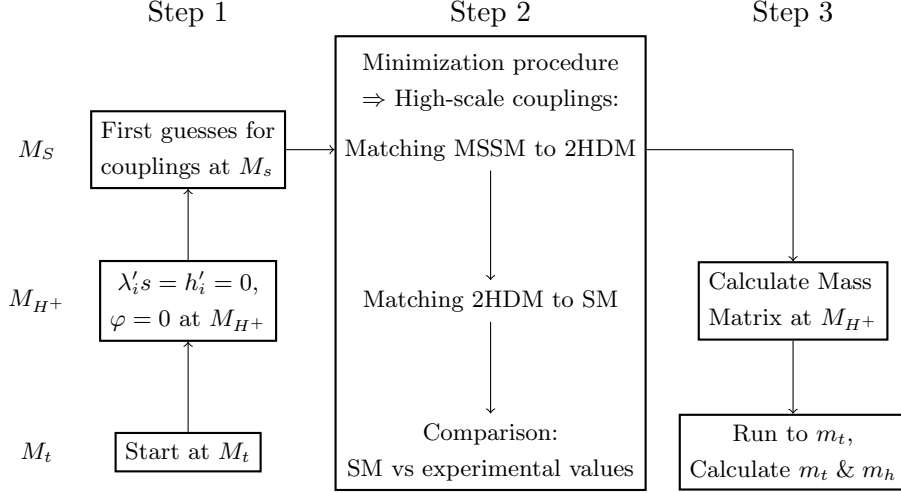 Step 1
Step 2
Step 3
M_S
M_{H^+}
M_t
First guesses for
couplings at M_s
λ_i's = h_i' = 0,
φ = 0 at M_{H^+}
Start at M_t
Minimization procedure
⇒ High-scale couplings:
Matching MSSM to 2HDM
Matching 2HDM to SM
Comparison:
SM vs experimental values
Calculate Mass
Matrix at M_{H^+}
Run to m_t,
Calculate m_t & m_h